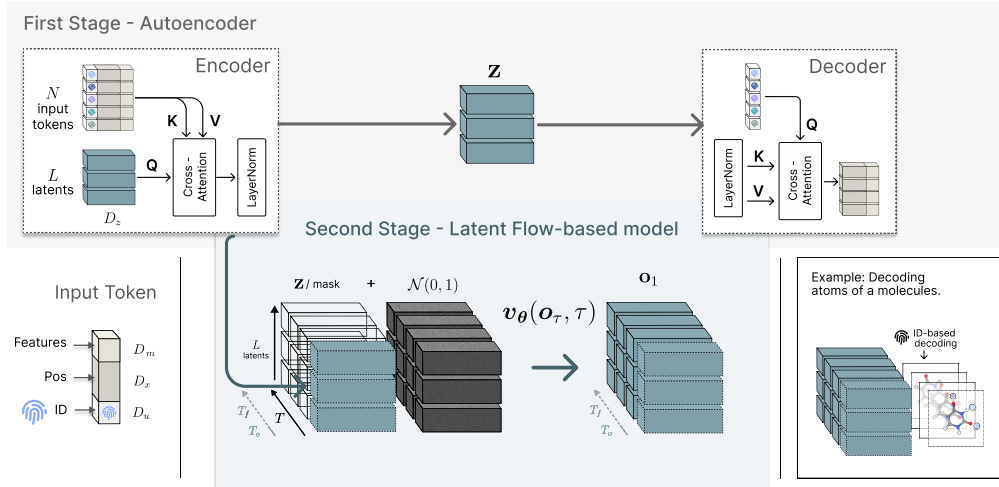 First Stage - Autoencoder
Encoder
N
input
tokens
K
V
L
latents
Q
Cross -
Attention
LayerNorm
D_z
Z
Decoder
Q
LayerNorm
K
V
Cross -
Attention
Second Stage - Latent Flow-based model
Input Token
Features
D_m
Pos
D_x
ID
D_u
Z / mask
+
𝒩(0, 1)
L
latents
T_f
T_o
T
v_θ(o_τ, τ)
O_1
T_f
T_o
Example: Decoding
atoms of a molecules.
ID-based
decoding